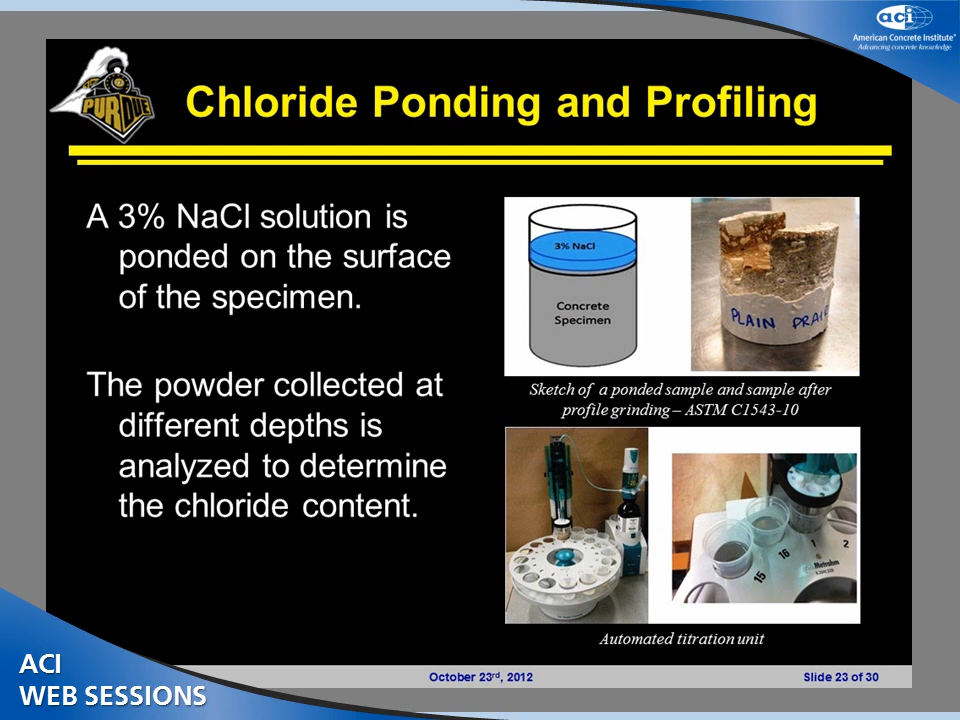 aci
American Concrete Institute®
Advancing concrete knowledge
PURDUE
Chloride Ponding and Profiling
A 3% NaCl solution is
ponded on the surface
of the specimen.
The powder collected at
different depths is
analyzed to determine
the chloride content.
3% NaCl
Concrete
Specimen
PLAIN DRAI
Sketch of a ponded sample and sample after
profile grinding – ASTM C1543-10
15
16
1
2
Metrohm
Automated titration unit
ACI
WEB SESSIONS
October 23rd, 2012
Slide 23 of 30